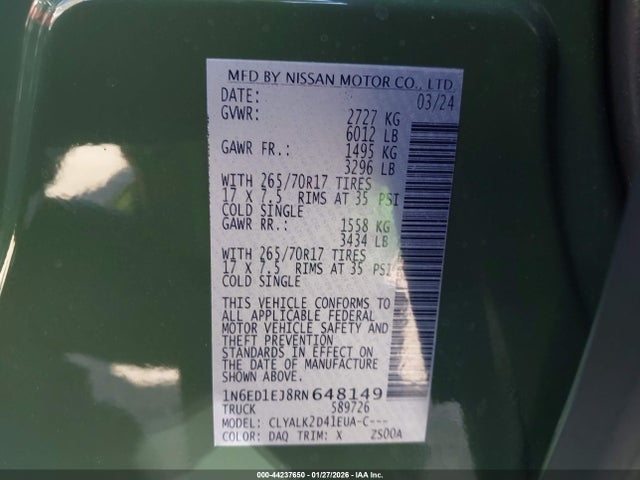 MFD BY NISSAN MOTOR CO., LTD.
DATE: 03/24
GVWR: 2727 KG
6012 LB
GAWR FR.: 1495 KG
3296 LB
WITH 265/70R17 TIRES
17 X 7.5 RIMS AT 35 PSI
COLD SINGLE
GAWR RR.: 1558 KG
3434 LB
WITH 265/70R17 TIRES
17 X 7.5 RIMS AT 35 PSI
COLD SINGLE
THIS VEHICLE CONFORMS TO
ALL APPLICABLE FEDERAL
MOTOR VEHICLE SAFETY AND
THEFT PREVENTION
STANDARDS IN EFFECT ON
THE DATE OF MANUFACTURE
SHOWN ABOVE.
1N6ED1EJ8RN648149
TRUCK 589726
MODEL: CLYALK2D41EUA-C---
COLOR: DAQ TRIM: X ZS00A
000-44237650 - 01/27/2026 - IAAI.COM